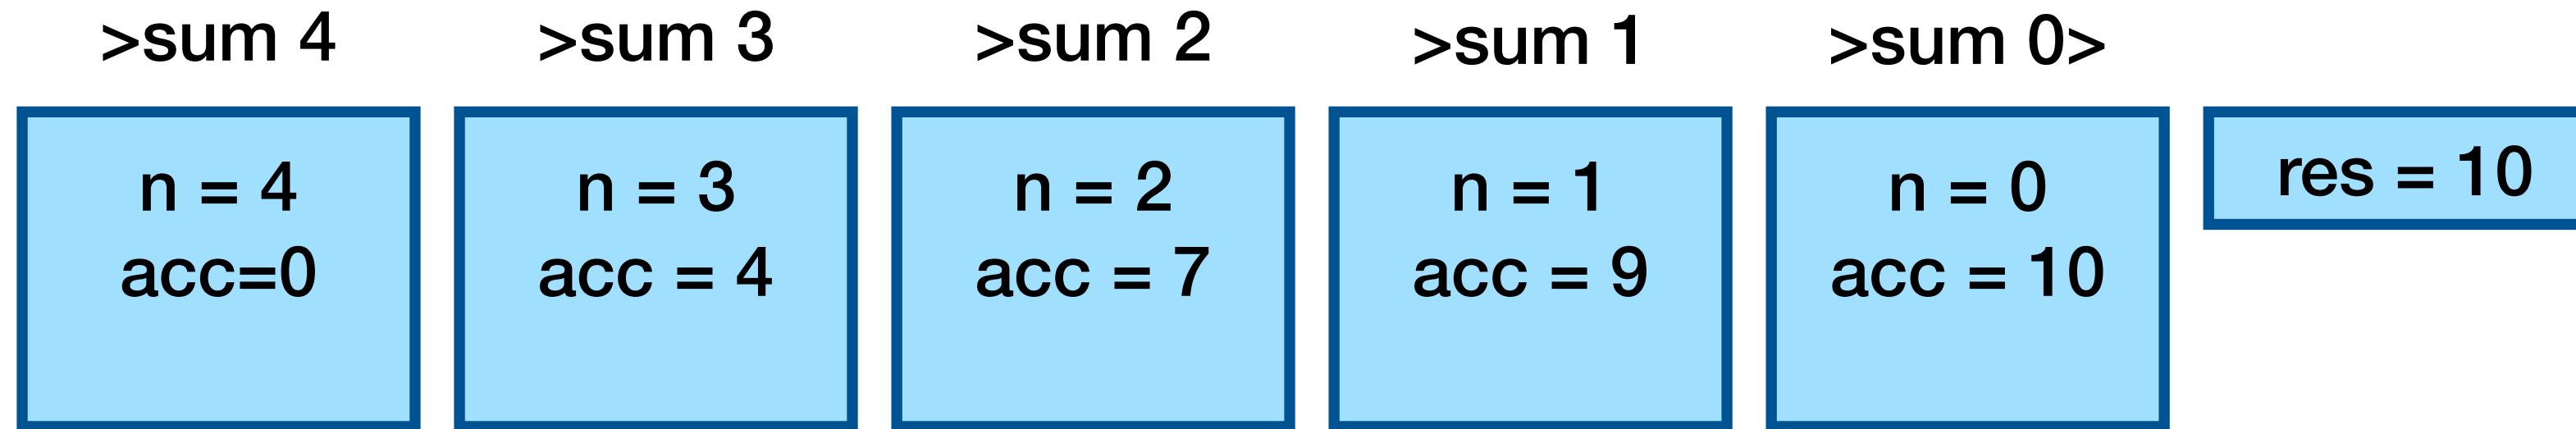 >sum 4
>sum 3
>sum 2
>sum 1
>sum 0>
n = 4
acc=0
n = 3
acc = 4
n = 2
acc = 7
n = 1
acc = 9
n = 0
acc = 10
res = 10